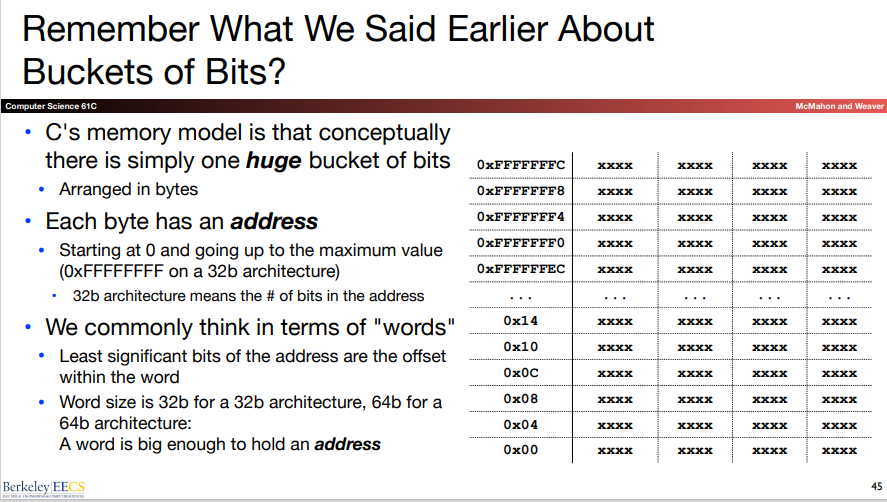 Remember What We Said Earlier About
Buckets of Bits?
Computer Science 61C
McMahon and Weaver
• C's memory model is that conceptually
there is simply one huge bucket of bits
• Arranged in bytes
• Each byte has an address
• Starting at 0 and going up to the maximum value
(0xFFFFFFFF on a 32b architecture)
• 32b architecture means the # of bits in the address
• We commonly think in terms of "words"
• Least significant bits of the address are the offset
within the word
• Word size is 32b for a 32b architecture, 64b for a
64b architecture:
A word is big enough to hold an address
0xFFFFFFFC xxxx xxxx xxxx xxxx
0xFFFFFFF8 xxxx xxxx xxxx xxxx
0xFFFFFFF4 xxxx xxxx xxxx xxxx
0xFFFFFFF0 xxxx xxxx xxxx xxxx
0xFFFFFFEC xxxx xxxx xxxx xxxx
... ... ... ... ...
0x14 xxxx xxxx xxxx xxxx
0x10 xxxx xxxx xxxx xxxx
0x0C xxxx xxxx xxxx xxxx
0x08 xxxx xxxx xxxx xxxx
0x04 xxxx xxxx xxxx xxxx
0x00 xxxx xxxx xxxx xxxx
Berkeley EECS
ELECTRICAL ENGINEERING & COMPUTER SCIENCES
45